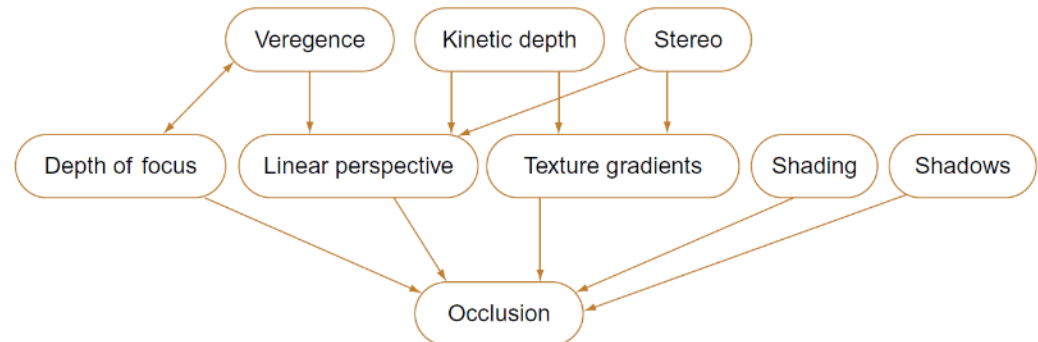 Veregence
Kinetic depth
Stereo
Depth of focus
Linear perspective
Texture gradients
Shading
Shadows
Occlusion